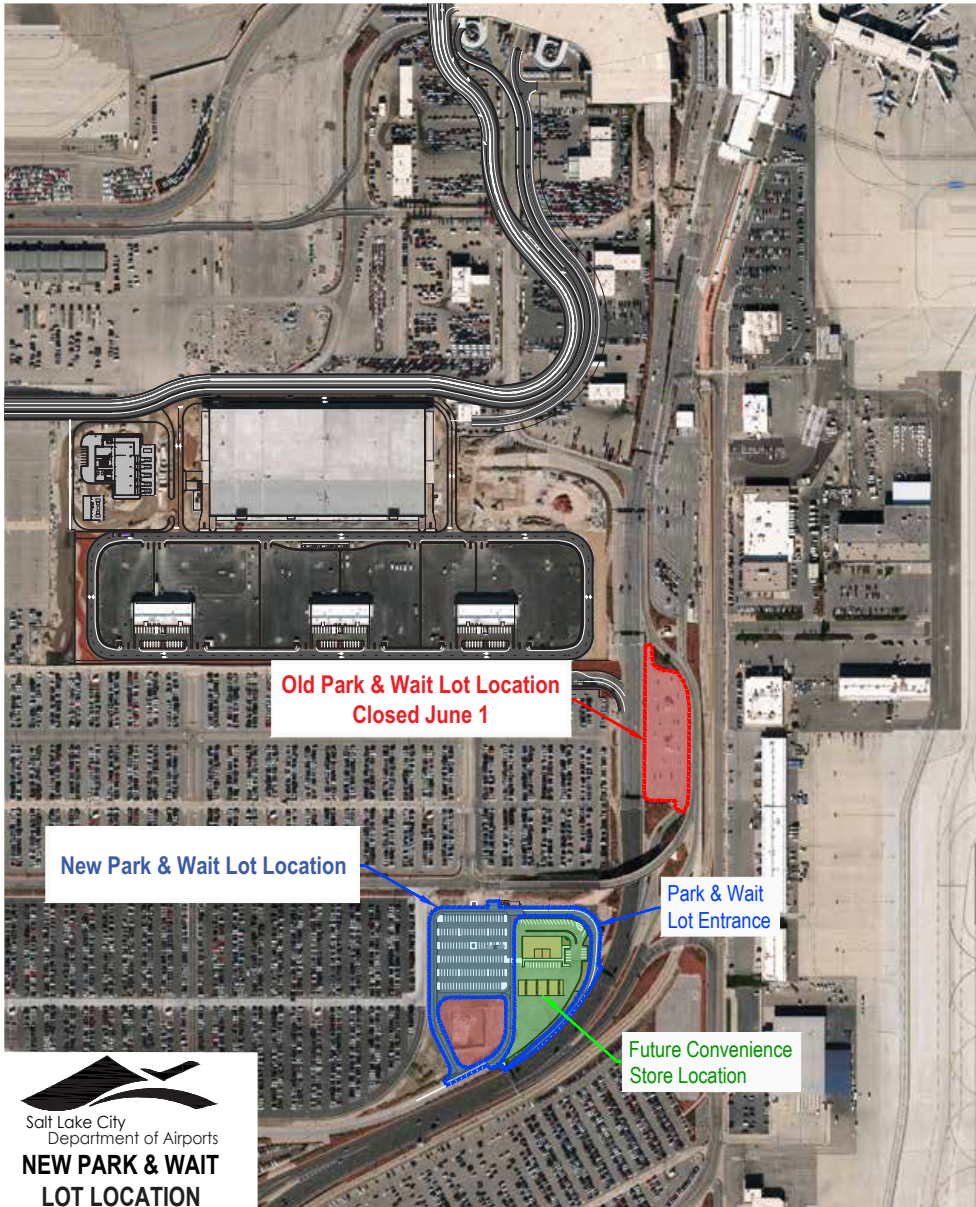 Old Park & Wait Lot Location
Closed June 1
New Park & Wait Lot Location
Park & Wait
Lot Entrance
Future Convenience
Store Location
Salt Lake City
Department of Airports
NEW PARK & WAIT
LOT LOCATION